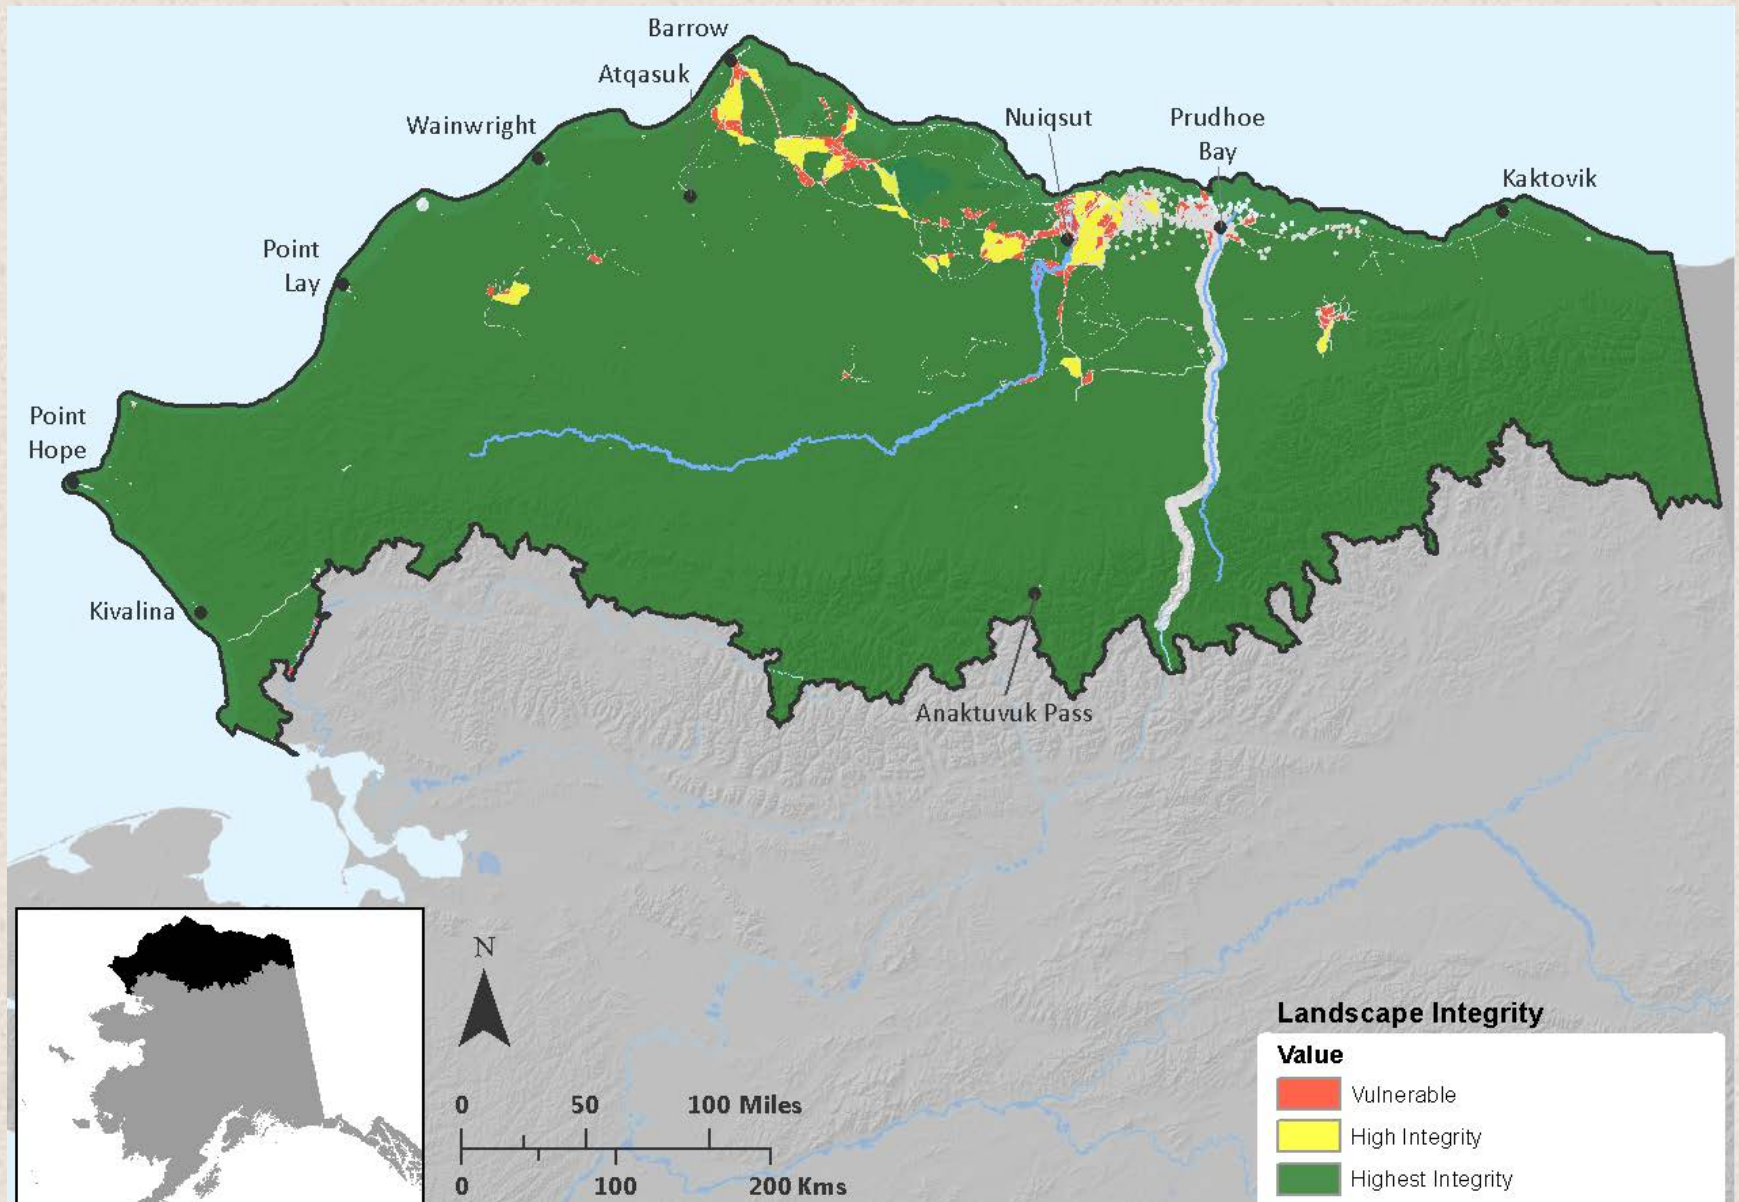 Barrow
Atqasuk
Wainwright
Nuiqsut
Prudhoe
Bay
Kaktovik
Point
Lay
Point
Hope
Kivalina
Anaktuvuk Pass
N
0 50 100 Miles
0 100 200 Kms
Landscape Integrity
Value
Vulnerable
High Integrity
Highest Integrity